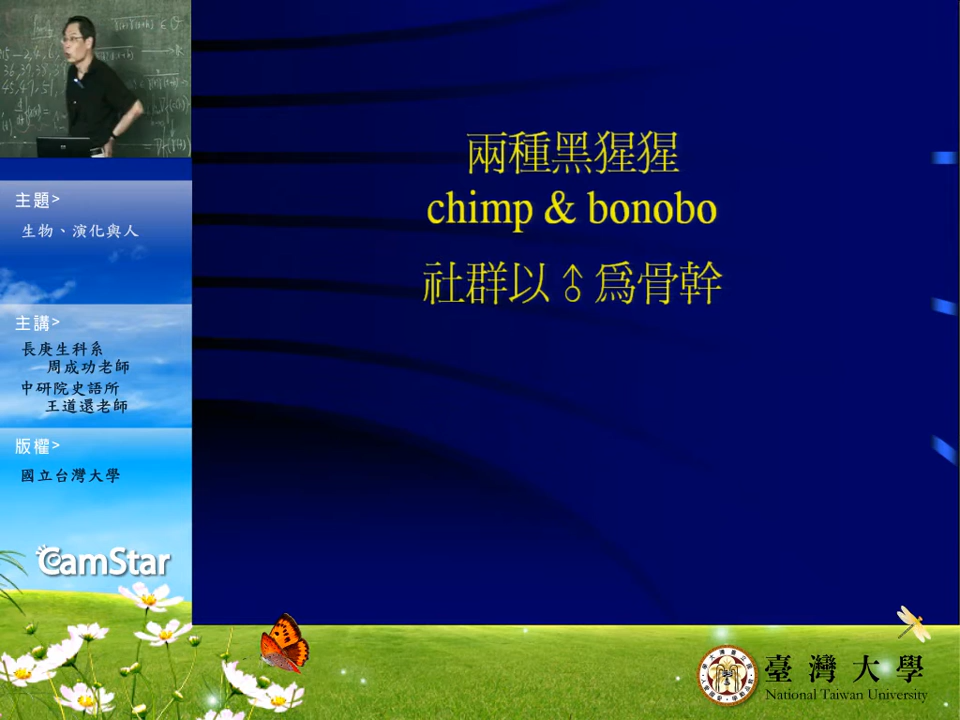 主題>
生物、演化與人
主講>
長庚生科系
周成功老師
中研院史語所
王道還老師
版權>
國立台灣大學
CamStar
兩種黑猩猩
chimp & bonobo
社群以♂為骨幹
臺灣大學
National Taiwan University